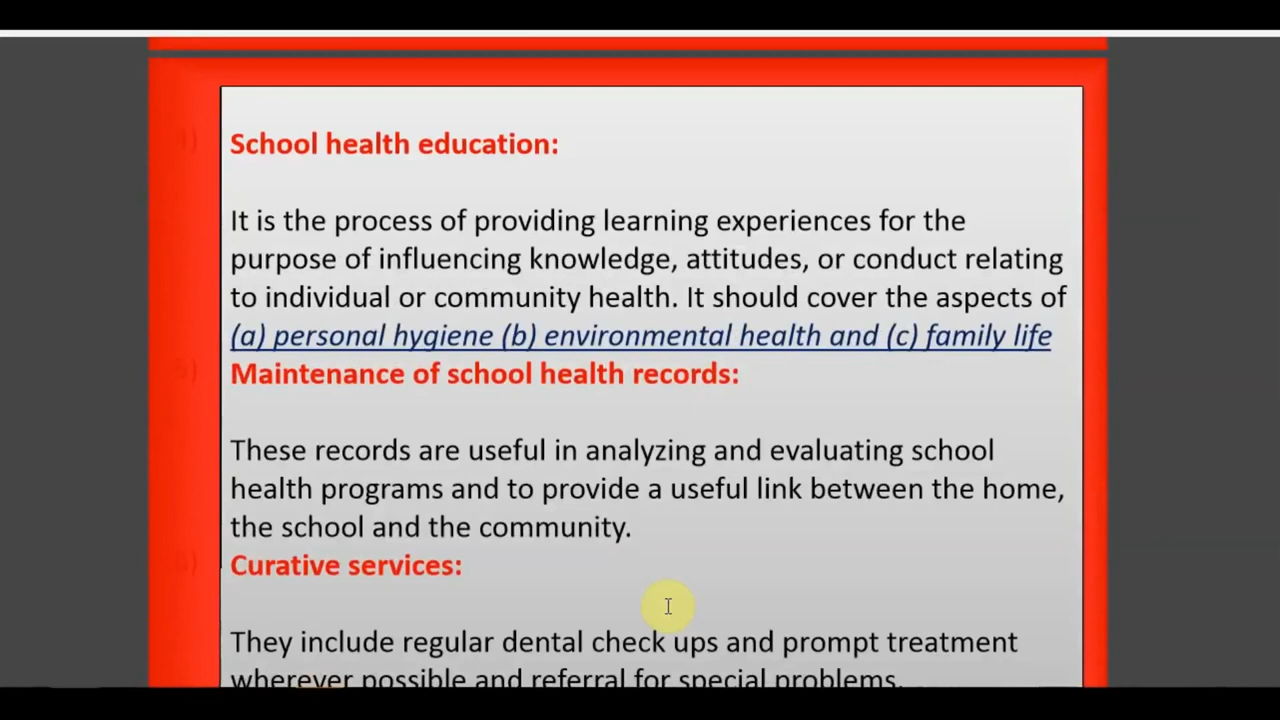 4)
School health education:
It is the process of providing learning experiences for the
purpose of influencing knowledge, attitudes, or conduct relating
to individual or community health. It should cover the aspects of
(a) personal hygiene (b) environmental health and (c) family life
5)
Maintenance of school health records:
These records are useful in analyzing and evaluating school
health programs and to provide a useful link between the home,
the school and the community.
6)
Curative services:
They include regular dental check ups and prompt treatment
wherever possible and referral for special problems.